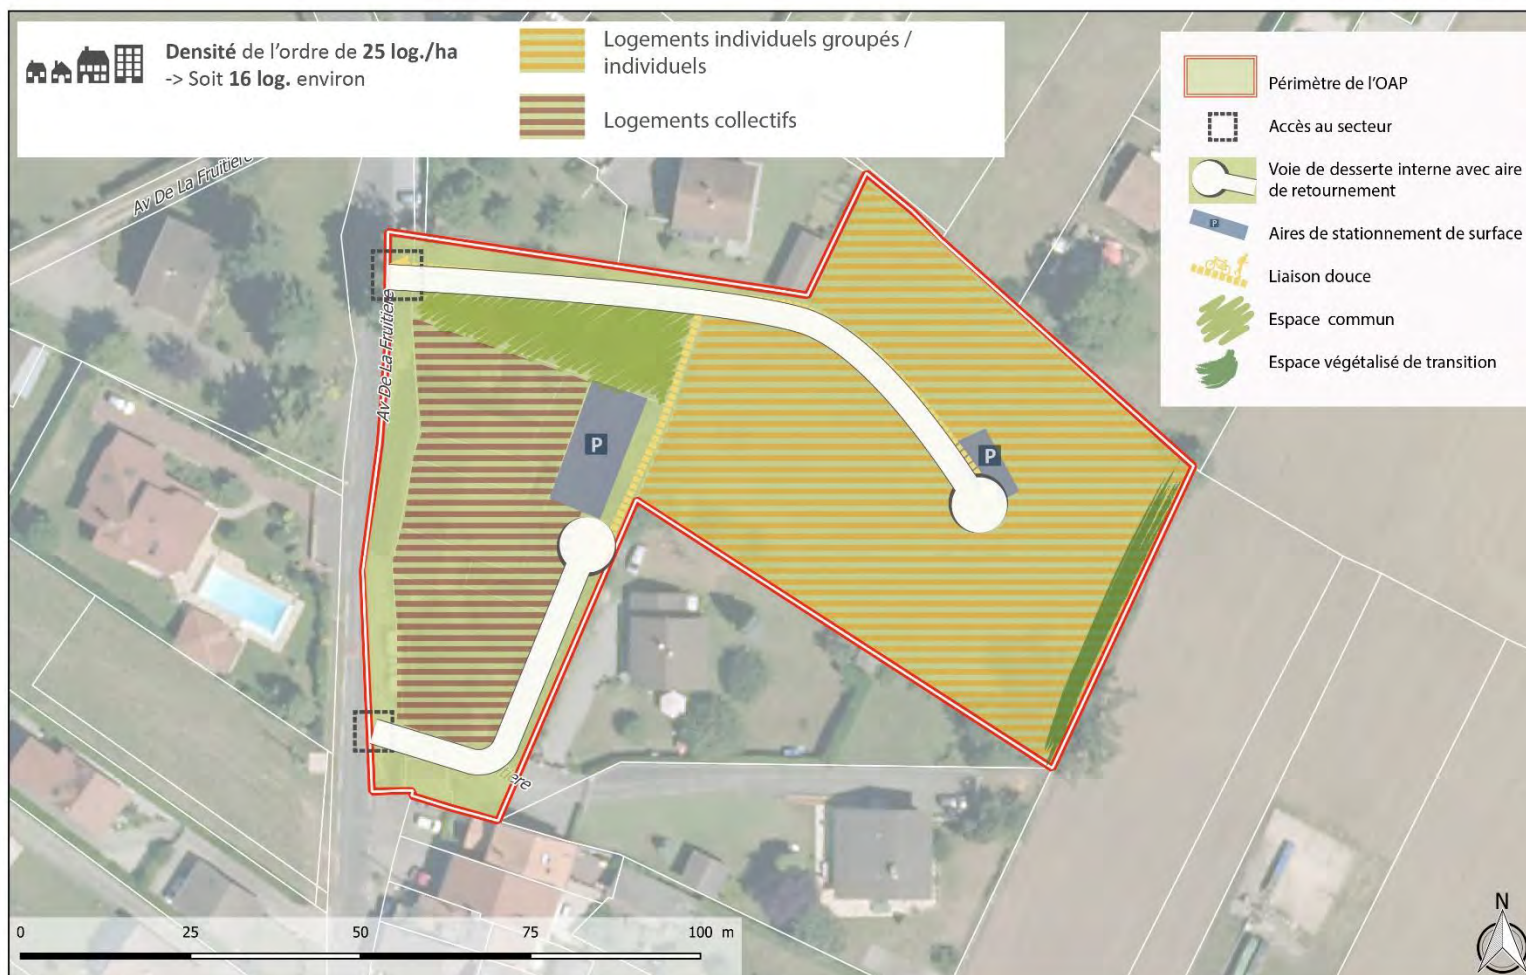 Densité de l’ordre de 25 log./ha
-> Soit 16 log. environ
Logements individuels groupés /
individuels
Logements collectifs
Périmètre de l’OAP
Accès au secteur
Voie de desserte interne avec aire
de retournement
P
Aires de stationnement de surface
Liaison douce
Espace commun
Espace végétalisé de transition
Av De La Fruitière
Av De La Fruitière
P
P
0 25 50 75 100 m
N